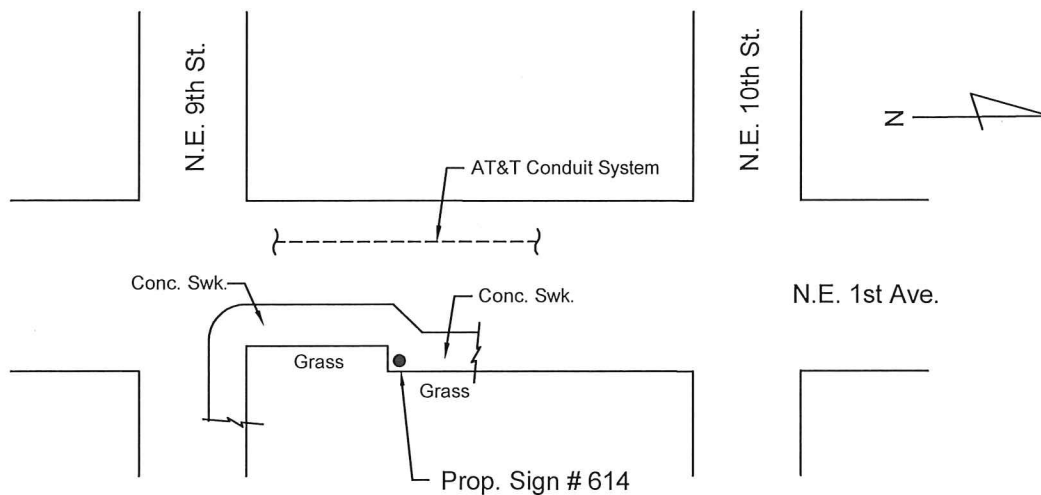 N.E. 9th St.
N.E. 10th St.
N
AT&T Conduit System
Conc. Swk.
Conc. Swk.
N.E. 1st Ave.
Grass
Grass
Prop. Sign # 614